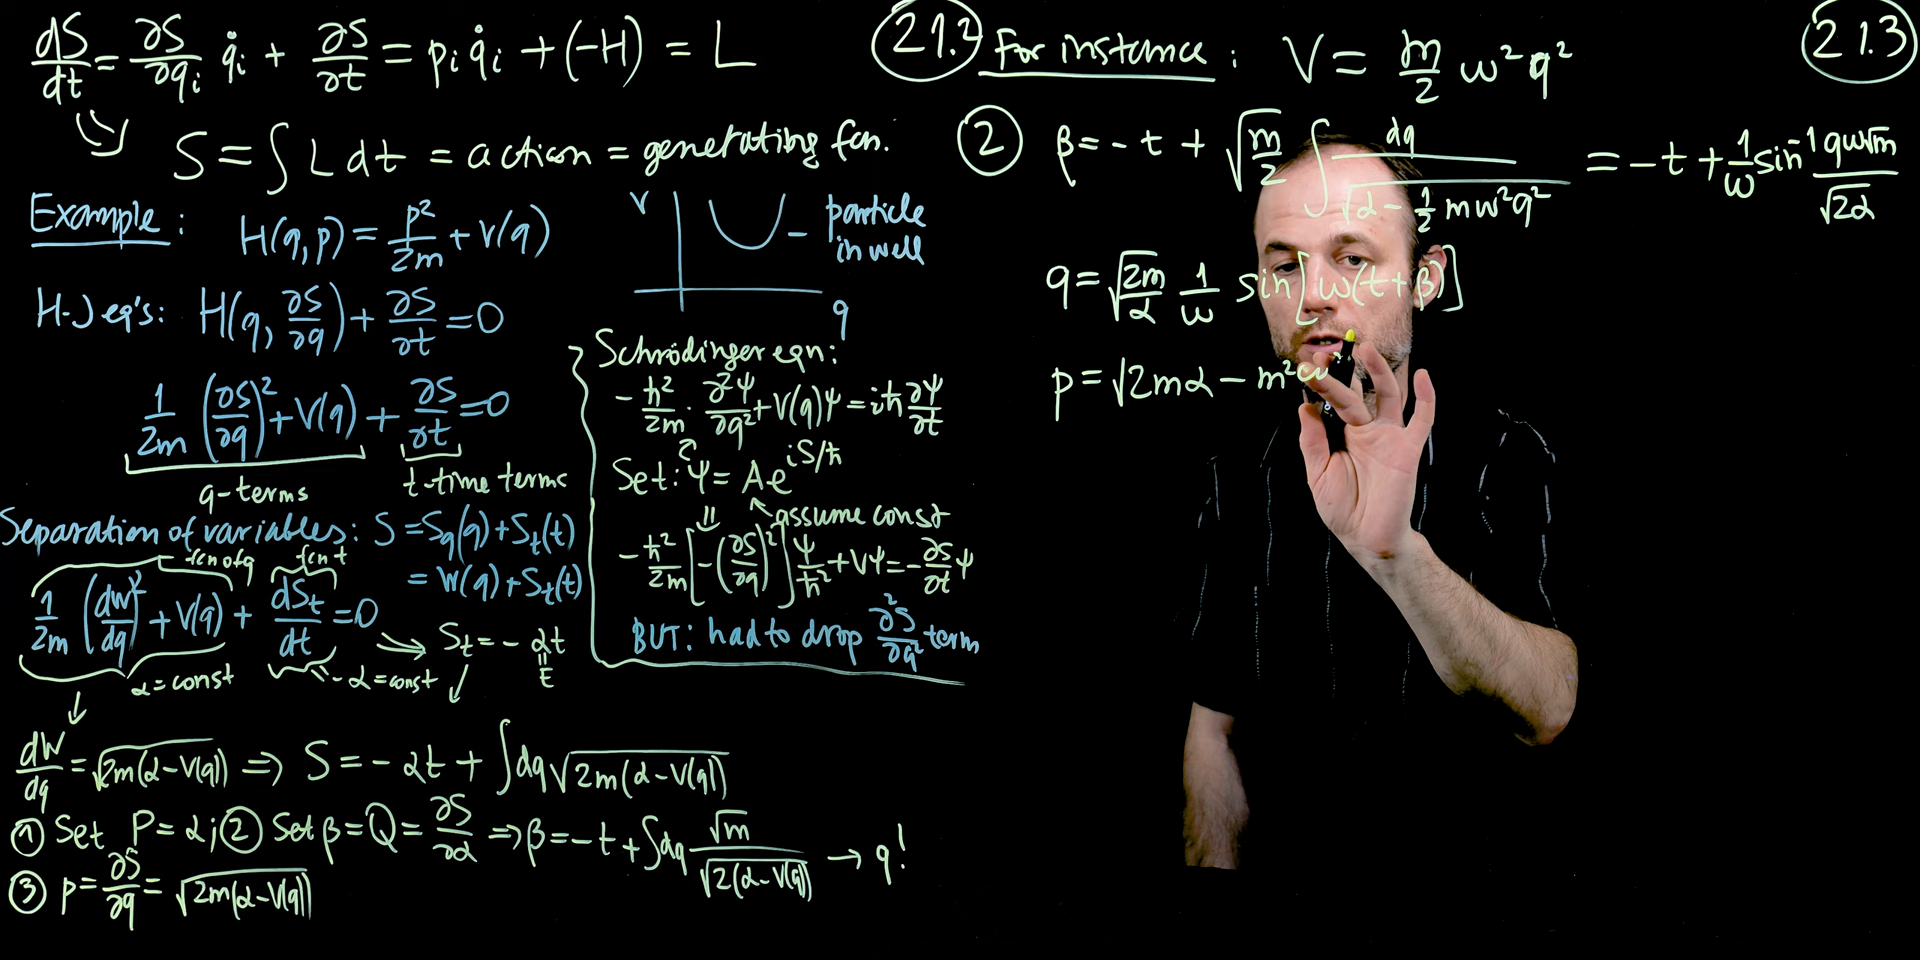 dS/dt = ∂S/∂qᵢ q̇ᵢ + ∂S/∂t = pᵢ q̇ᵢ + (-H) = L
21.2
⇒ S = ∫ L dt = action = generating fcn.
Example: H(q,p) = p²/2m + V(q)
V
q
particle
in well
H-J eq's: H(q, ∂S/∂q) + ∂S/∂t = 0
1/2m (∂S/∂q)² + V(q) + ∂S/∂t = 0
q-terms
t-time terms
Separation of variables: S = S_q(q) + S_t(t)
= W(q) + S_t(t)
fcn of q
fcn t
1/2m (dW/dq)² + V(q) + dS_t/dt = 0
α = const
-α = const
→ S_t = - αt
= E
dW/dq = √2m(α-V(q)) ⇒ S = - αt + ∫dq √2m(α-V(q))
① Set P = α; ② Set β = Q = ∂S/∂α ⇒ β = -t + ∫dq √m/√2(α-V(q)) → q!
③ p = ∂S/∂q = √2m(α-V(q))
Schrödinger eqn:
-ħ²/2m · ∂²ψ/∂q² + V(q)ψ = iħ ∂ψ/∂t
Set: ψ = A e^{iS/ħ}
assume const
-ħ²/2m [-(∂S/∂q)²] ψ/ħ² + Vψ = -∂S/∂t ψ
BUT: had to drop ∂²S/∂q² term
For instance: V = m/2 ω²q²
21.3
② β = - t + √m/2 ∫ dq/√α - ½mω²q² = -t + 1/ω sin⁻¹ qω√m/√2α
q = √2m/α 1/ω sin[ω(t+β)]
p = √2mα - m²ω